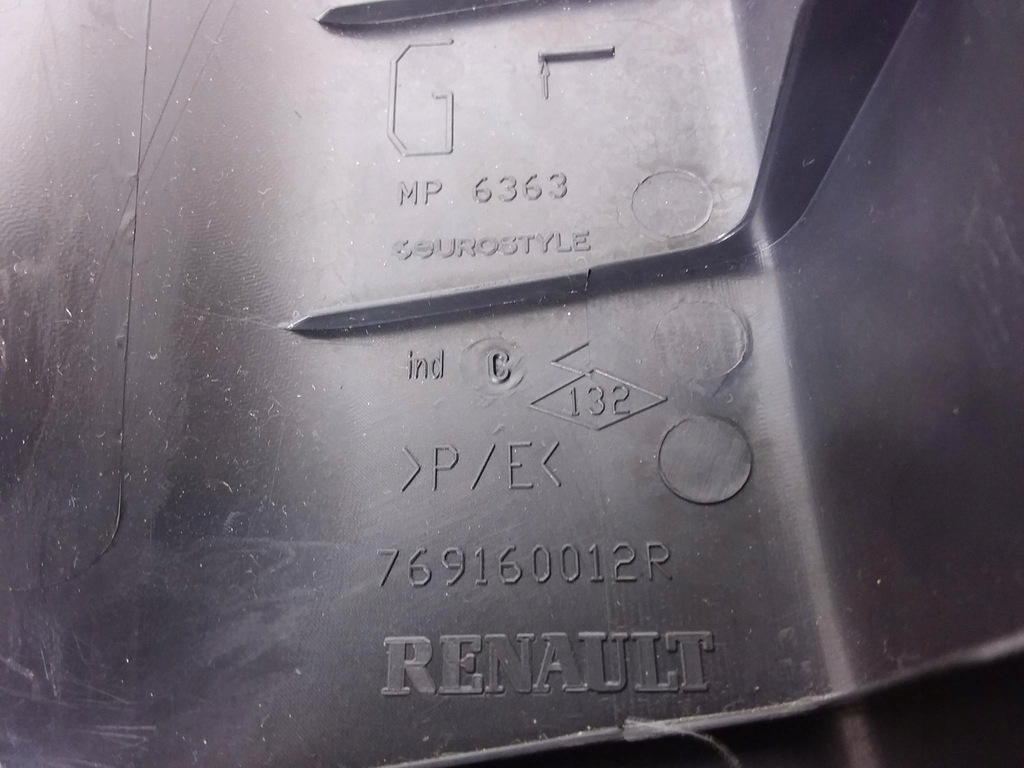 G
MP 6363
EUROSTYLE
ind C
132
>P/E<
769160012R
RENAULT